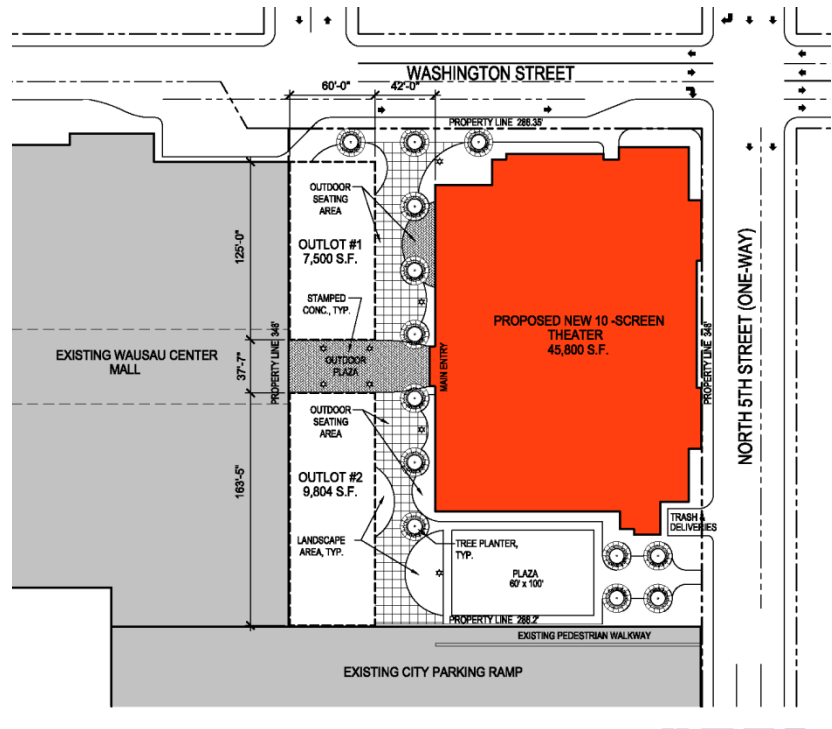 WASHINGTON STREET
60'-0"
42'-0"
PROPERTY LINE 286.35'
OUTDOOR
SEATING
AREA
OUTLOT #1
7,500 S.F.
125'-0"
STAMPED
CONC., TYP.
PROPOSED NEW 10 -SCREEN
THEATER
45,800 S.F.
EXISTING WAUSAU CENTER
MALL
PROPERTY LINE 348'
37'-7"
OUTDOOR
PLAZA
MAIN ENTRY
PROPERTY LINE 348'
NORTH 5TH STREET (ONE-WAY)
OUTDOOR
SEATING
AREA
OUTLOT #2
9,804 S.F.
163'-5"
LANDSCAPE
AREA, TYP.
TREE PLANTER,
TYP.
TRASH &
DELIVERIES
PLAZA
60' x 100'
PROPERTY LINE 286.2'
EXISTING PEDESTRIAN WALKWAY
EXISTING CITY PARKING RAMP